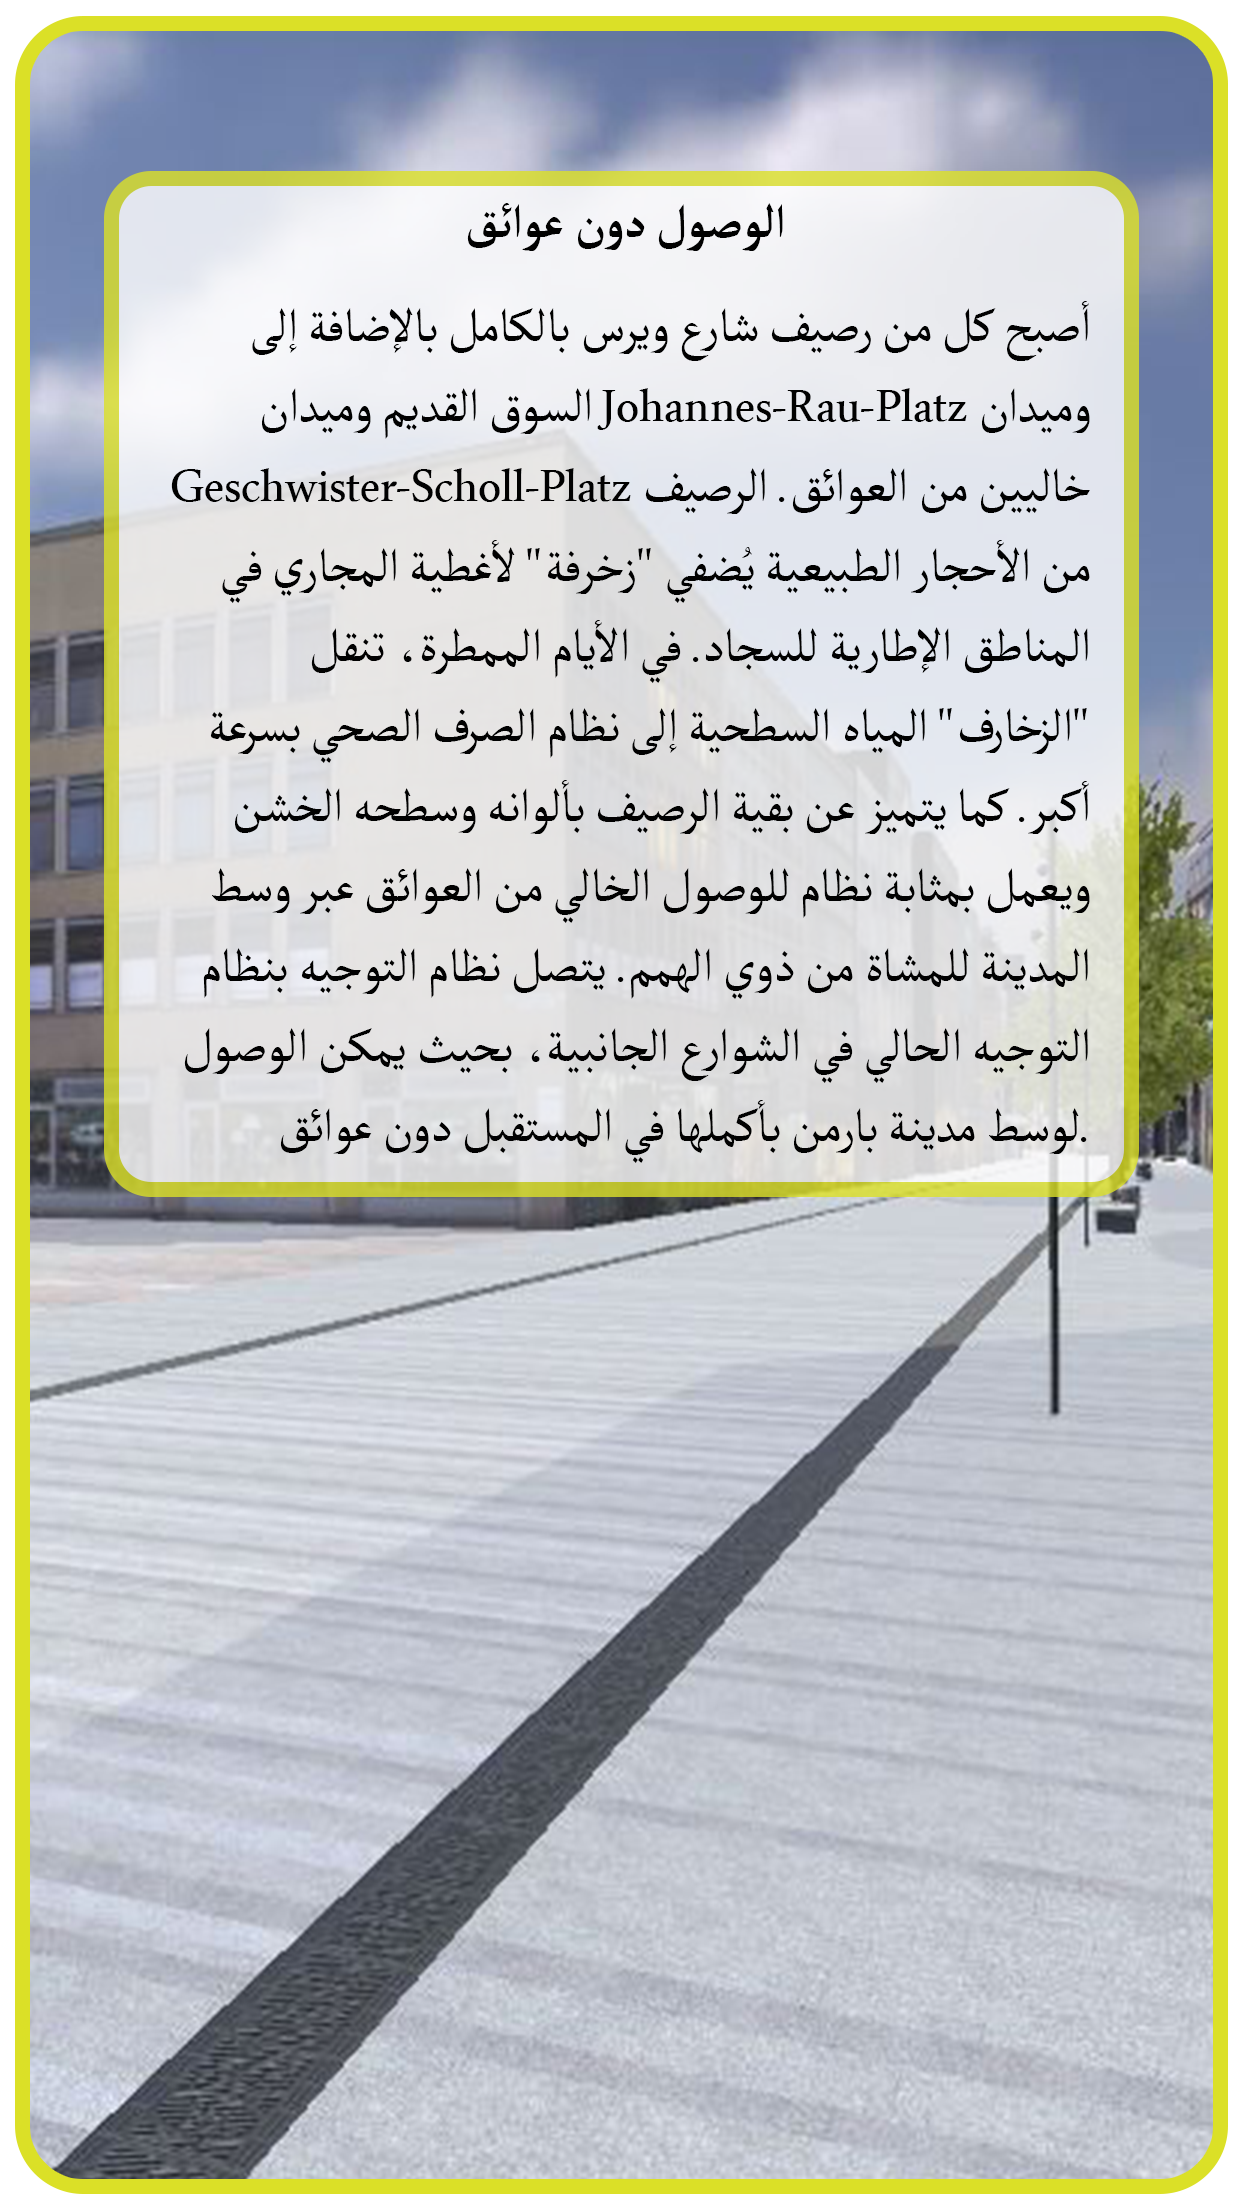 الوصول دون عوائق
أصبح كل من رصيف شارع ويرس بالكامل بالإضافة إلى
وميدان Johannes-Rau-Platz السوق القديم وميدان
خاليين من العوائق. الرصيف Geschwister-Scholl-Platz
من الأحجار الطبيعية يُضفي "زخرفة" لأغطية المجاري في
المناطق الإطارية للسجاد. في الأيام الممطرة، تنقل
"الزخارف" المياه السطحية إلى نظام الصرف الصحي بسرعة
أكبر. كما يتميز عن بقية الرصيف بألوانه وسطحه الخشن
ويعمل بمثابة نظام للوصول الخالي من العوائق عبر وسط
المدينة للمشاة من ذوي الهمم. يتصل نظام التوجيه بنظام
التوجيه الحالي في الشوارع الجانبية، بحيث يمكن الوصول
.لوسط مدينة بارمن بأكملها في المستقبل دون عوائق